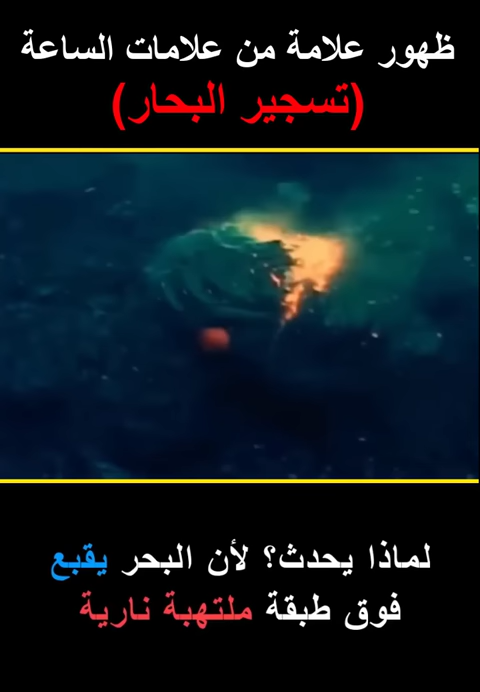 ظهور علامة من علامات الساعة
(تسجير البحار)
لماذا يحدث؟ لأن البحر يقبع
فوق طبقة ملتهبة نارية